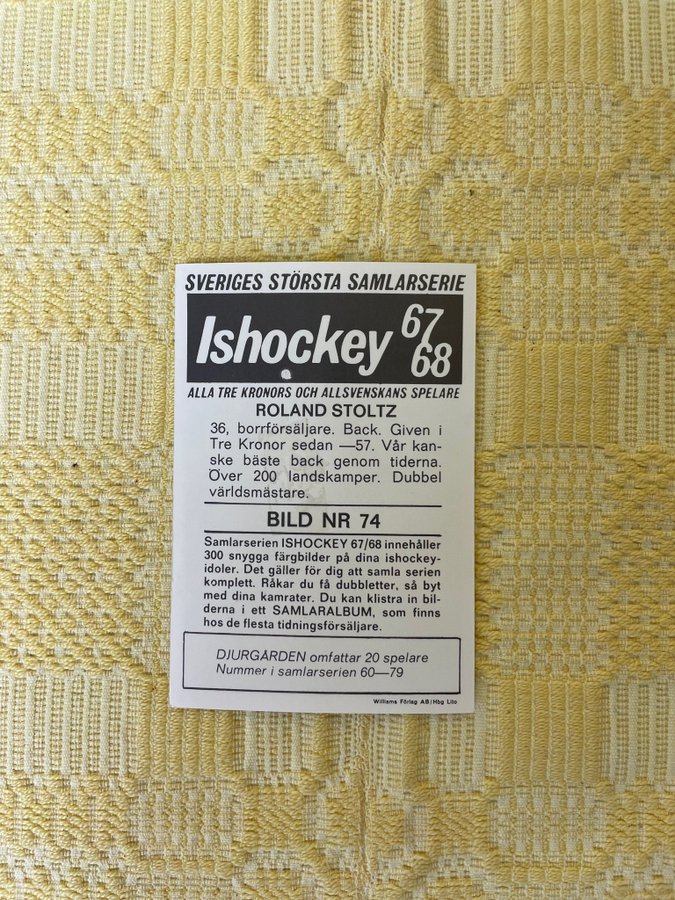 SVERIGES STÖRSTA SAMLARSERIE
Ishockey 67 68
ALLA TRE KRONORS OCH ALLSVENSKANS SPELARE
ROLAND STOLTZ
36, borrförsäljare. Back. Given i
Tre Kronor sedan —57. Vår kan-
ske bäste back genom tiderna.
Över 200 landskamper. Dubbel
världsmästare.
BILD NR 74
Samlarserien ISHOCKEY 67/68 innehåller
300 snygga färgbilder på dina ishockey-
idoler. Det gäller för dig att samla serien
komplett. Råkar du få dubbletter, så byt
med dina kamrater. Du kan klistra in bil-
derna i ett SAMLARALBUM, som finns
hos de flesta tidningsförsäljare.
DJURGÅRDEN omfattar 20 spelare
Nummer i samlarserien 60—79
Williams Förlag AB/Hbg Lito